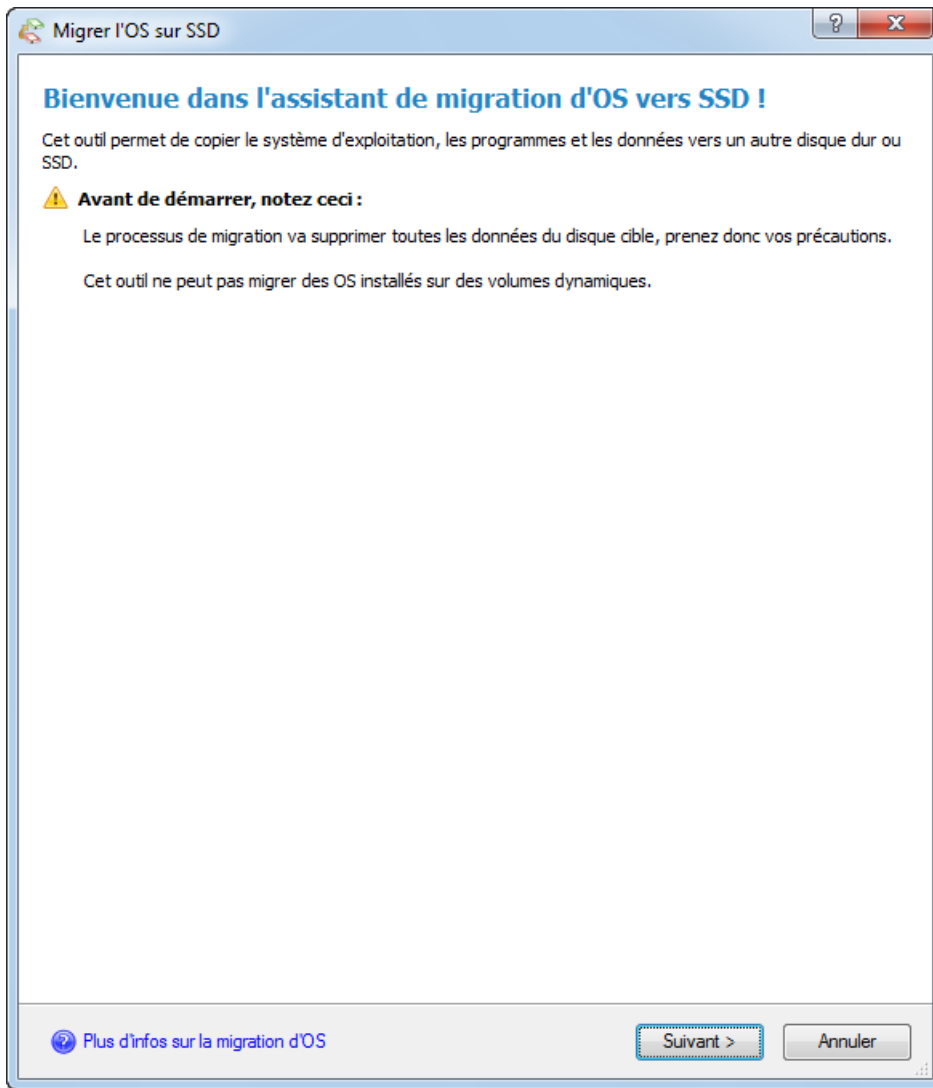 Migrer l'OS sur SSD
Bienvenue dans l'assistant de migration d'OS vers SSD !
Cet outil permet de copier le système d'exploitation, les programmes et les données vers un autre disque dur ou
SSD.
Avant de démarrer, notez ceci :
Le processus de migration va supprimer toutes les données du disque cible, prenez donc vos précautions.
Cet outil ne peut pas migrer des OS installés sur des volumes dynamiques.
Plus d'infos sur la migration d'OS
Suivant >
Annuler